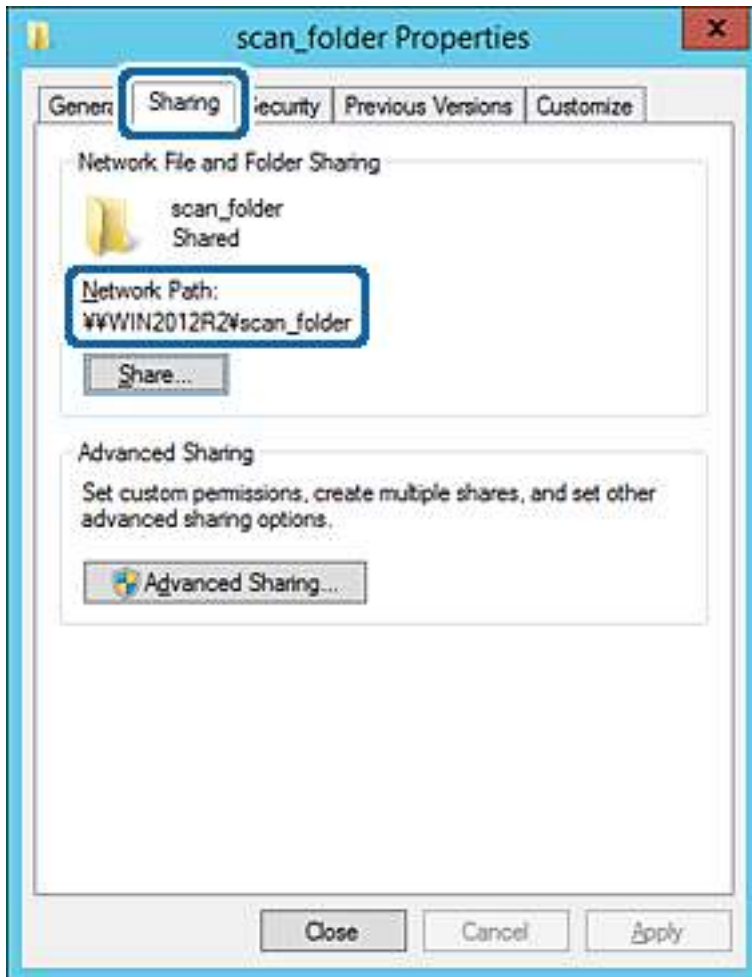 scan_folder Properties
x
Sharing Security Previous Versions Customize
Network File and Folder Sharing
scan_folder
Shared
Network Path:
¥¥WIN2012R2¥scan_folder
Share...
Advanced Sharing
Set custom permissions, create multiple shares, and set other
advanced sharing options.
Advanced Sharing...
Close Cancel Apply